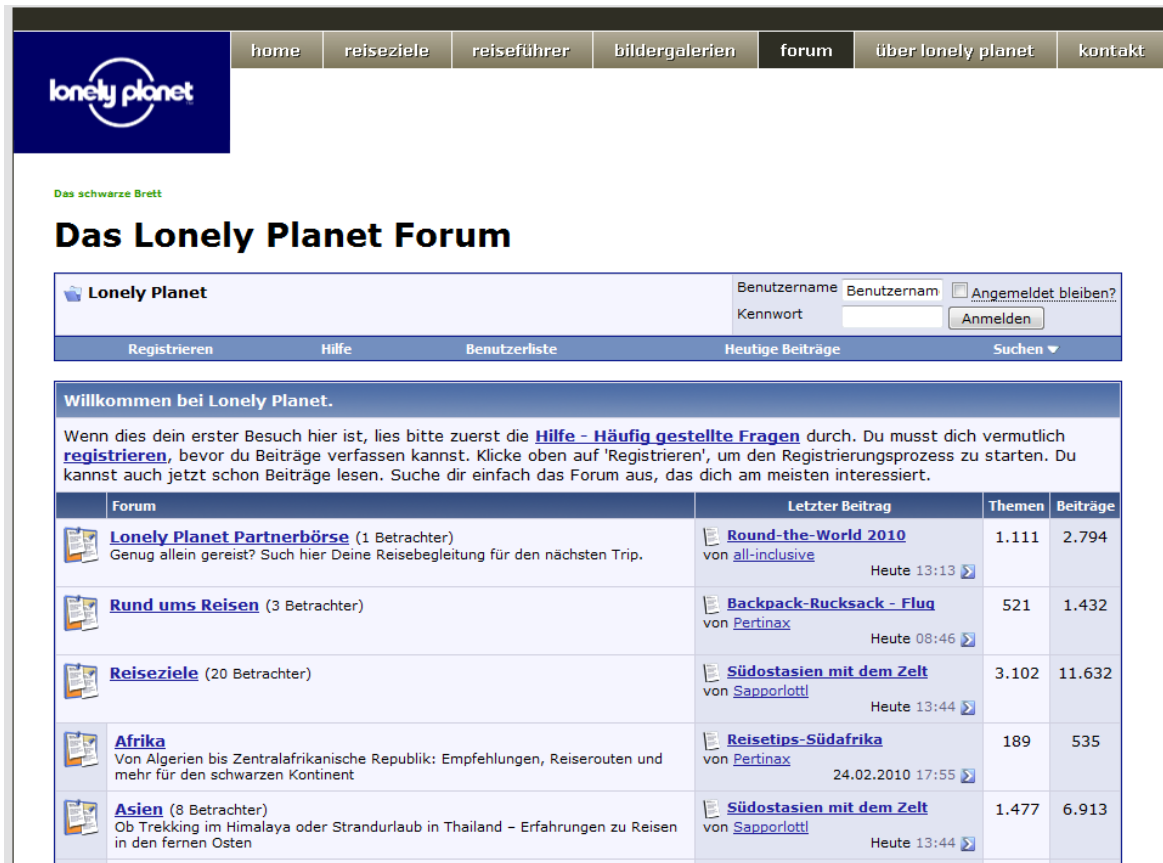 home reiseziele reiseführer bildergalerien forum über lonely planet kontakt
lonely planet
Das schwarze Brett
Das Lonely Planet Forum
Lonely Planet
Benutzername Benutzernam Angemeldet bleiben?
Kennwort Anmelden
Registrieren Hilfe Benutzerliste Heutige Beiträge Suchen
Willkommen bei Lonely Planet.
Wenn dies dein erster Besuch hier ist, lies bitte zuerst die Hilfe - Häufig gestellte Fragen durch. Du musst dich vermutlich
registrieren, bevor du Beiträge verfassen kannst. Klicke oben auf 'Registrieren', um den Registrierungsprozess zu starten. Du
kannst auch jetzt schon Beiträge lesen. Suche dir einfach das Forum aus, das dich am meisten interessiert.
Forum Letzter Beitrag Themen Beiträge
Lonely Planet Partnerbörse (1 Betrachter)
Genug allein gereist? Such hier Deine Reisebegleitung für den nächsten Trip.
Round-the-World 2010
von all-inclusive
Heute 13:13
1.111 2.794
Rund ums Reisen (3 Betrachter)
Backpack-Rucksack - Flug
von Pertinax
Heute 08:46
521 1.432
Reiseziele (20 Betrachter)
Südostasien mit dem Zelt
von Sapporlottl
Heute 13:44
3.102 11.632
Afrika
Von Algerien bis Zentralafrikanische Republik: Empfehlungen, Reiserouten und
mehr für den schwarzen Kontinent
Reisetips-Südafrika
von Pertinax
24.02.2010 17:55
189 535
Asien (8 Betrachter)
Ob Trekking im Himalaya oder Strandurlaub in Thailand – Erfahrungen zu Reisen
in den fernen Osten
Südostasien mit dem Zelt
von Sapporlottl
Heute 13:44
1.477 6.913